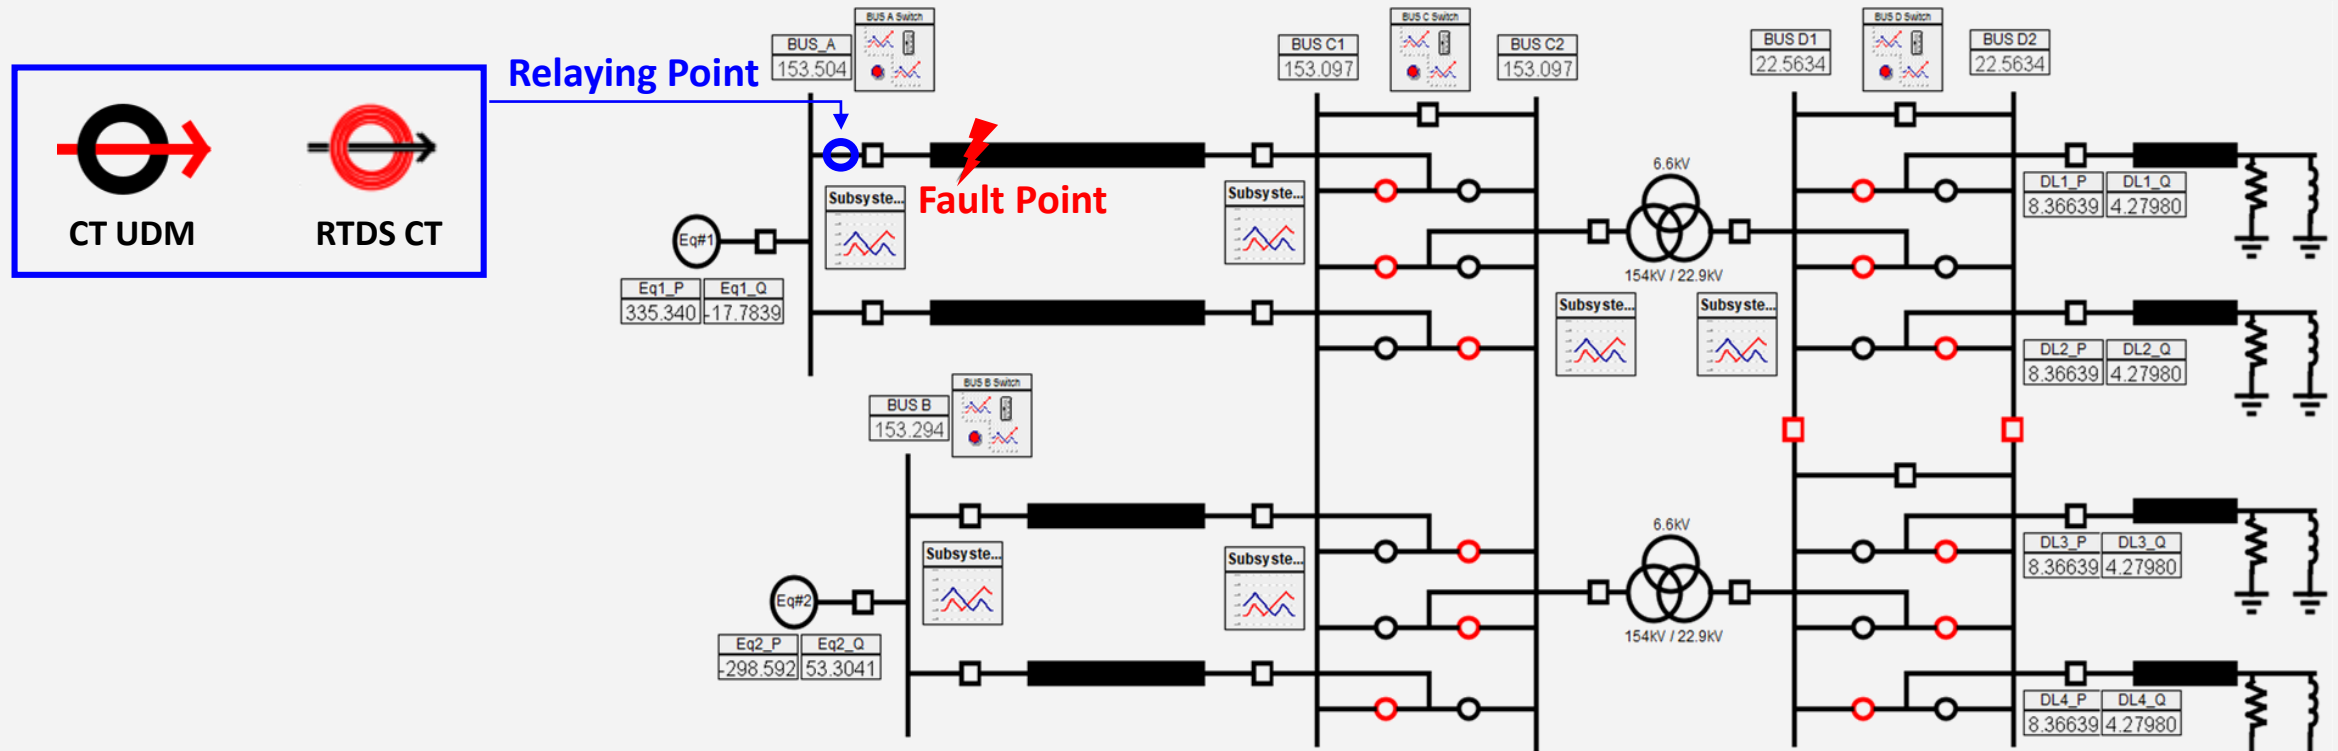 CT UDM
RTDS CT
Relaying Point
Fault Point
BUS_A
153.504
BUS A Switch
BUS C1
153.097
BUS C Switch
BUS C2
153.097
BUS D1
22.5634
BUS D Switch
BUS D2
22.5634
Subsyste...
Subsyste...
Eq#1
Eq1_P
Eq1_Q
335.340
-17.7839
6.6kV
154kV / 22.9kV
Subsyste...
Subsyste...
DL1_P
DL1_Q
8.36639
4.27980
DL2_P
DL2_Q
8.36639
4.27980
BUS B
153.294
BUS B Switch
Subsyste...
Subsyste...
Eq#2
Eq2_P
Eq2_Q
-298.592
53.3041
6.6kV
154kV / 22.9kV
DL3_P
DL3_Q
8.36639
4.27980
DL4_P
DL4_Q
8.36639
4.27980